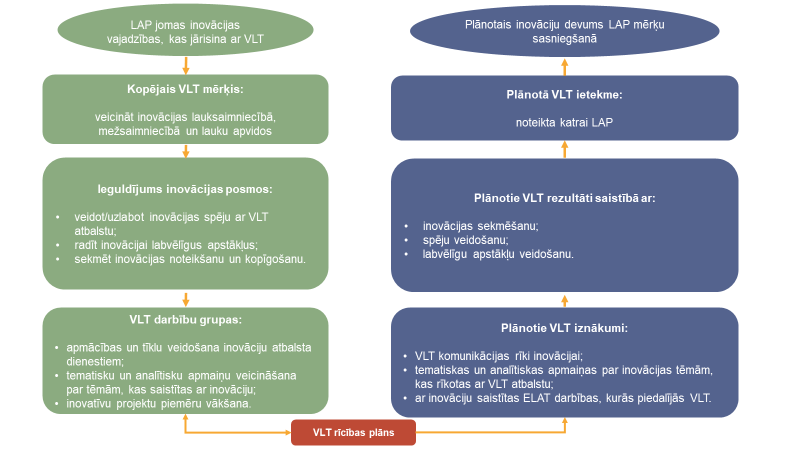 LAP jomas inovācijas
vajadzības, kas jārisina ar VLT
Kopējais VLT mērķis:
veicināt inovācijas lauksaimniecībā,
mežsaimniecībā un lauku apvidos
Ieguldījums inovācijas posmos:
• veidot/uzlabot inovācijas spēju ar VLT
atbalstu;
• radīt inovācijai labvēlīgus apstākļus;
• sekmēt inovācijas noteikšanu un kopīgošanu.
VLT darbību grupas:
• apmācības un tīklu veidošana inovāciju atbalsta
dienestiem;
• tematisku un analītisku apmaiņu veicināšana
par tēmām, kas saistītas ar inovāciju;
• inovatīvu projektu piemēru vākšana.
VLT rīcības plāns
Plānotie VLT iznākumi:
• VLT komunikācijas rīki inovācijai;
• tematiskas un analītiskas apmaiņas par inovācijas tēmām,
kas rīkotas ar VLT atbalstu;
• ar inovāciju saistītas ELAT darbības, kurās piedalījās VLT.
Plānotie VLT rezultāti saistībā ar:
• inovācijas sekmēšanu;
• spēju veidošanu;
• labvēlīgu apstākļu veidošanu.
Plānotā VLT ietekme:
noteikta katrai LAP
Plānotais inovāciju devums LAP mērķu
sasniegšanā